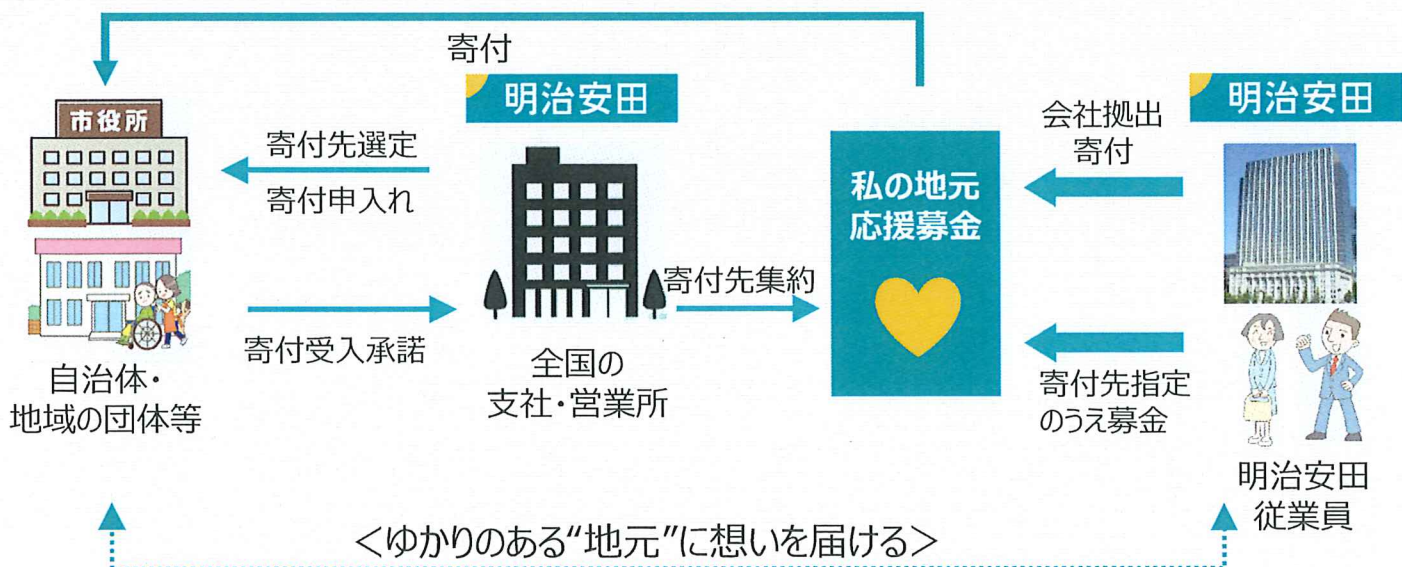 寄付
明治安田
明治安田
市役所
寄付先選定
寄付申入れ
会社拠出
寄付
私の地元
応援募金
寄付先集約
寄付受入承諾
自治体・
地域の団体等
全国の
支社・営業所
寄付先指定
のうえ募金
明治安田
従業員
＜ゆかりのある“地元”に想いを届ける＞